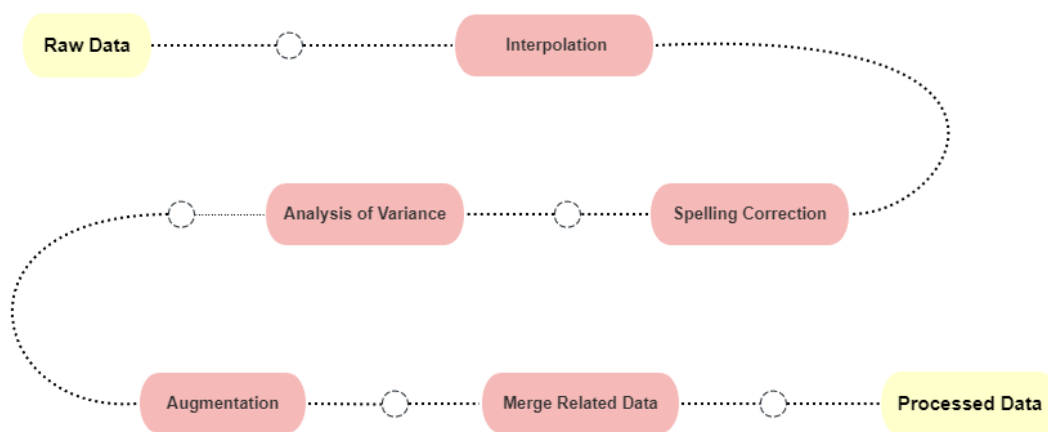 Raw Data
Interpolation
Spelling Correction
Analysis of Variance
Augmentation
Merge Related Data
Processed Data